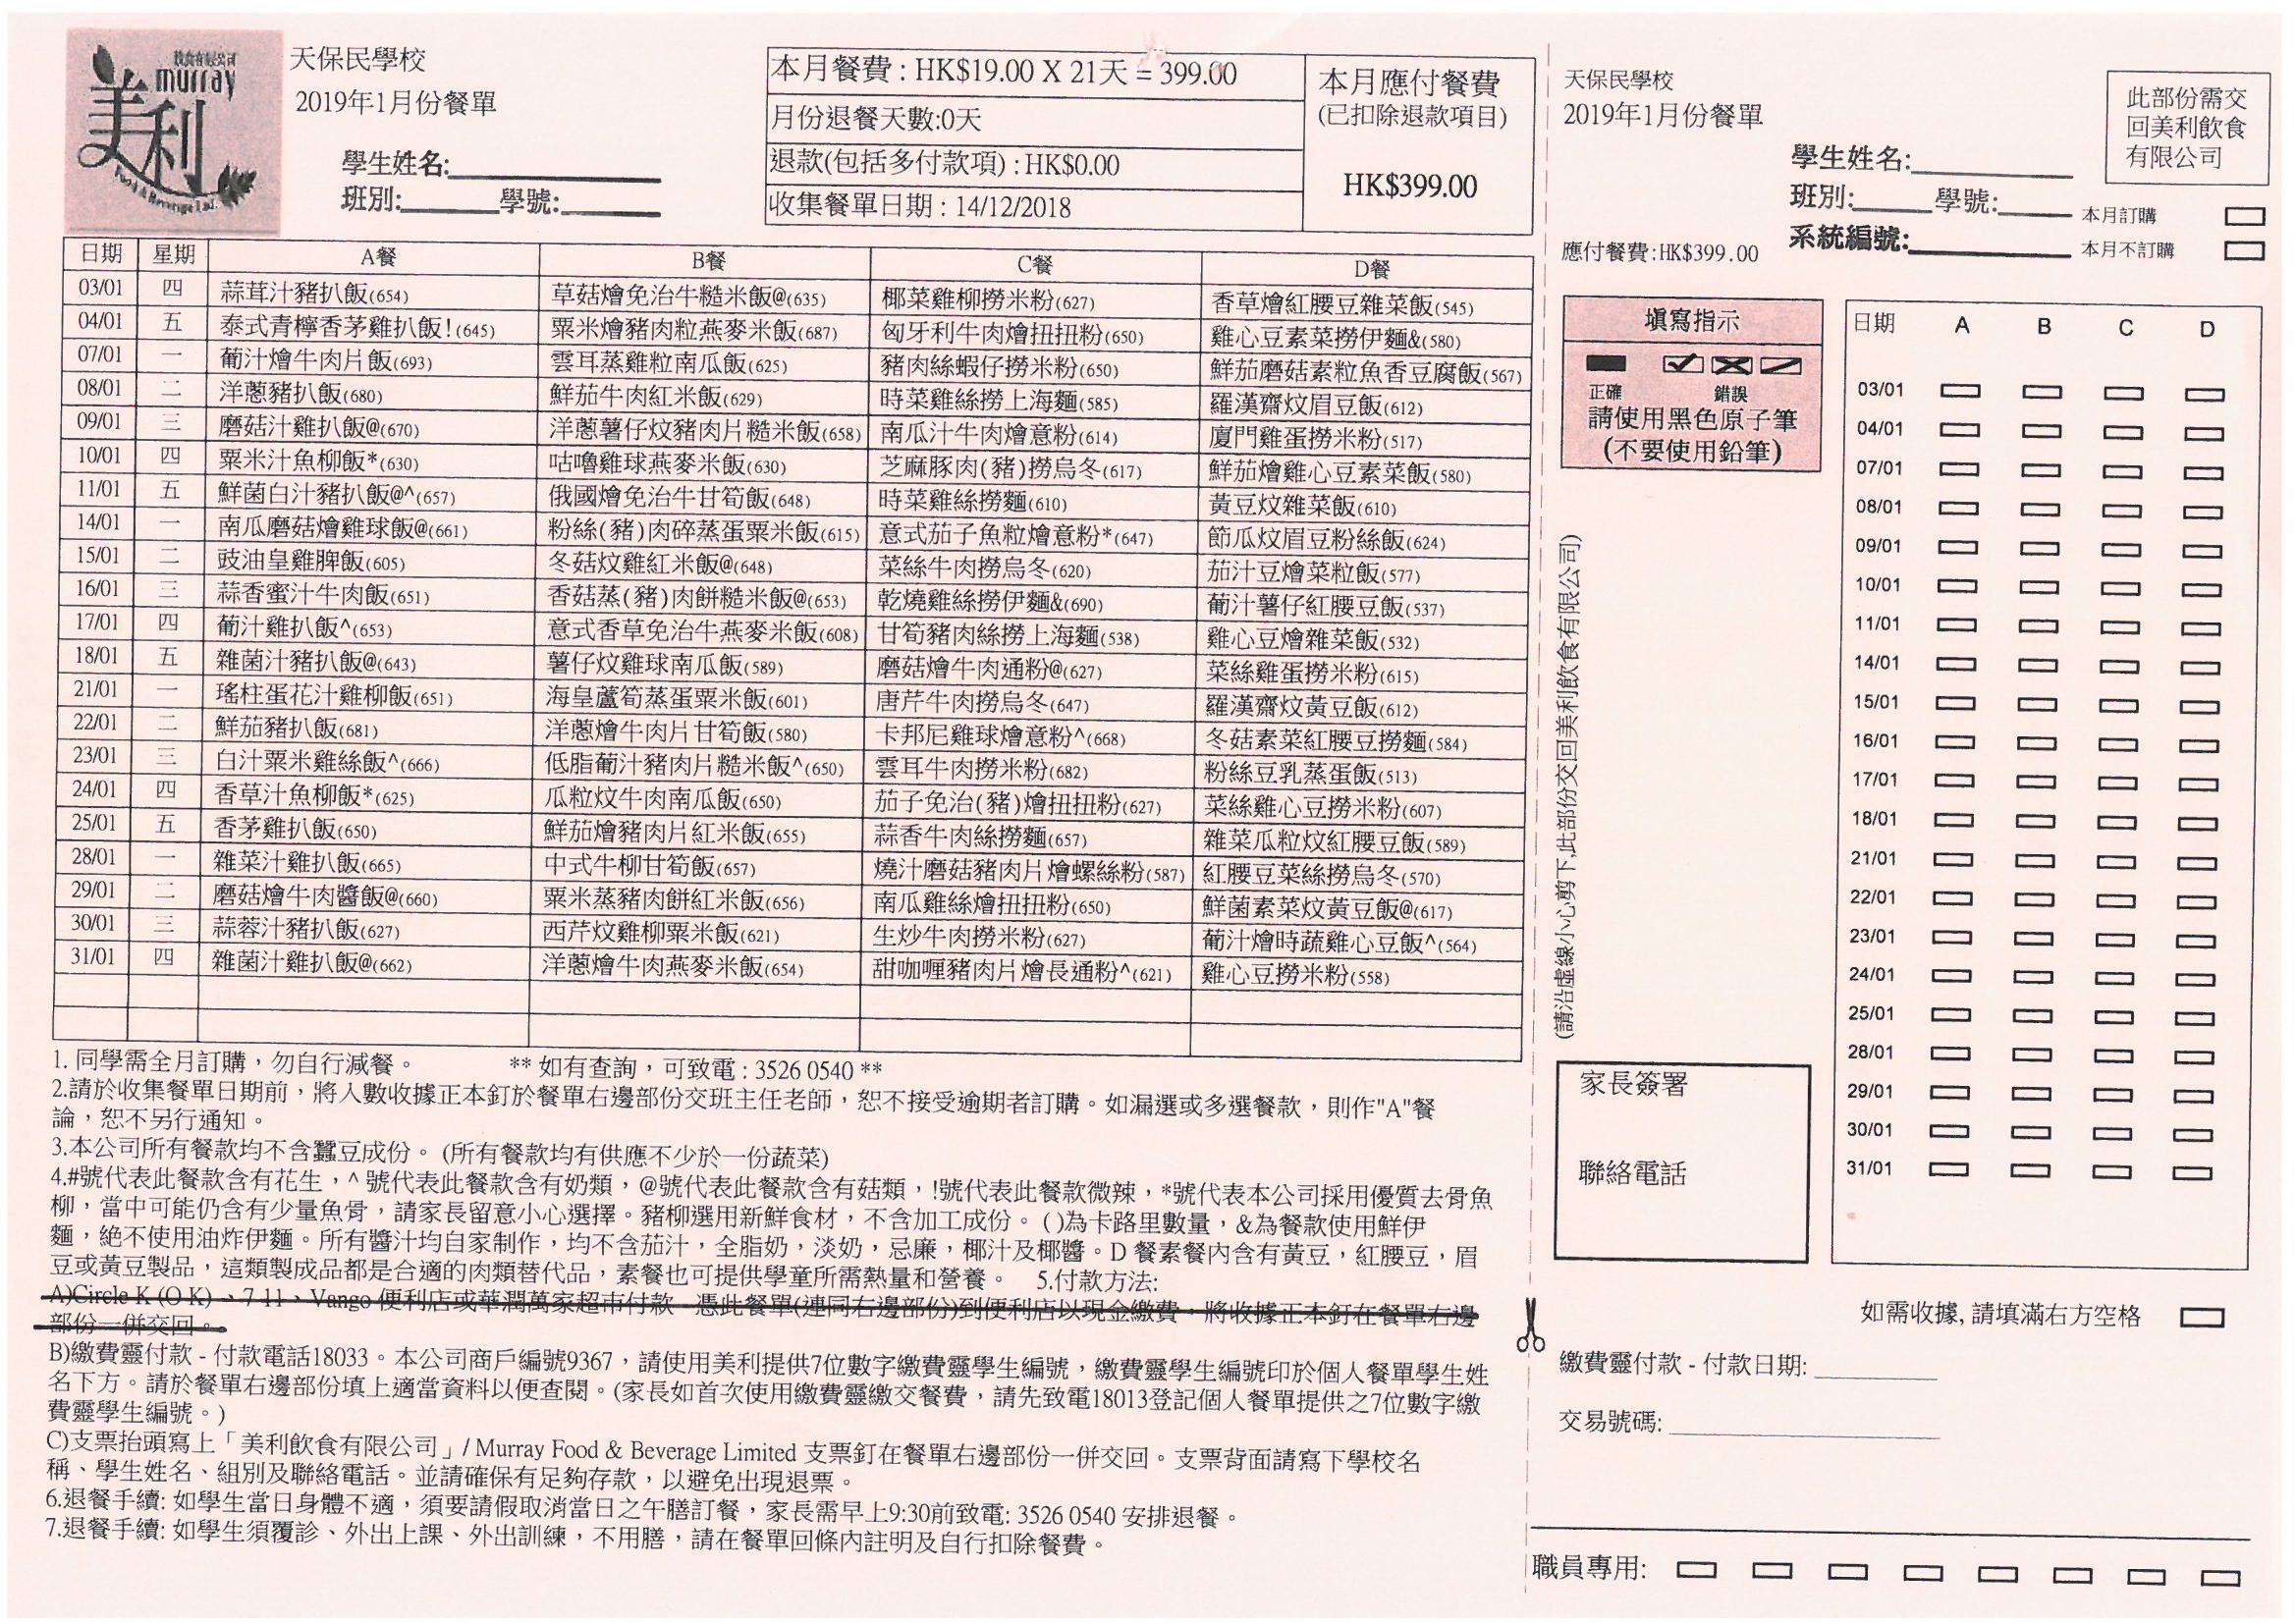 飲食有限公司
murray
美利
Food & Beverage Ltd.
天保民學校
2019年1月份餐單
學生姓名:
班別: 學號:
本月餐費 : HK$19.00 X 21天 = 399.00
月份退餐天數:0天
退款(包括多付款項) : HK$0.00
收集餐單日期 : 14/12/2018
本月應付餐費
(已扣除退款項目)
HK$399.00
日期 星期 A餐 B餐 C餐 D餐
03/01 四 蒜茸汁豬扒飯(654) 草菇燴免治牛糙米飯@(635) 椰菜雞柳撈米粉(627) 香草燴紅腰豆雜菜飯(545)
04/01 五 泰式青檸香茅雞扒飯!(645) 粟米燴豬肉粒燕麥米飯(687) 匈牙利牛肉燴扭扭粉(650) 雞心豆素菜撈伊麵&(580)
07/01 一 葡汁燴牛肉片飯(693) 雲耳蒸雞粒南瓜飯(625) 豬肉絲蝦仔撈米粉(650) 鮮茄磨菇素粒魚香豆腐飯(567)
08/01 二 洋蔥豬扒飯(680) 鮮茄牛肉紅米飯(629) 時菜雞絲撈上海麵(585) 羅漢齋炆眉豆飯(612)
09/01 三 磨菇汁雞扒飯@(670) 洋蔥薯仔炆豬肉片糙米飯(658) 南瓜汁牛肉燴意粉(614) 廈門雞蛋撈米粉(517)
10/01 四 粟米汁魚柳飯*(630) 咕嚕雞球燕麥米飯(630) 芝麻豚肉(豬)撈烏冬(617) 鮮茄燴雞心豆素菜飯(580)
11/01 五 鮮菌白汁豬扒飯@^(657) 俄國燴免治牛甘筍飯(648) 時菜雞絲撈麵(610) 黃豆炆雜菜飯(610)
14/01 一 南瓜磨菇燴雞球飯@(661) 粉絲(豬)肉碎蒸蛋粟米飯(615) 意式茄子魚粒燴意粉*(647) 節瓜炆眉豆粉絲飯(624)
15/01 二 豉油皇雞脾飯(605) 冬菇炆雞紅米飯@(648) 菜絲牛肉撈烏冬(620) 茄汁豆燴菜粒飯(577)
16/01 三 蒜香蜜汁牛肉飯(651) 香菇蒸(豬)肉餅糙米飯@(653) 乾燒雞絲撈伊麵&(690) 葡汁薯仔紅腰豆飯(537)
17/01 四 葡汁雞扒飯^(653) 意式香草免治牛燕麥米飯(608) 甘筍豬肉絲撈上海麵(538) 雞心豆燴雜菜飯(532)
18/01 五 雜菌汁豬扒飯@(643) 薯仔炆雞球南瓜飯(589) 磨菇燴牛肉通粉@(627) 菜絲雞蛋撈米粉(615)
21/01 一 瑤柱蛋花汁雞柳飯(651) 海皇蘆筍蒸蛋粟米飯(601) 唐芹牛肉撈烏冬(647) 羅漢齋炆黃豆飯(612)
22/01 二 鮮茄豬扒飯(681) 洋蔥燴牛肉片甘筍飯(580) 卡邦尼雞球燴意粉^(668) 冬菇素菜紅腰豆撈麵(584)
23/01 三 白汁粟米雞絲飯^(666) 低脂葡汁豬肉片糙米飯^(650) 雲耳牛肉撈米粉(682) 粉絲豆乳蒸蛋飯(513)
24/01 四 香草汁魚柳飯*(625) 瓜粒炆牛肉南瓜飯(650) 茄子免治(豬)燴扭扭粉(627) 菜絲雞心豆撈米粉(607)
25/01 五 香茅雞扒飯(650) 鮮茄燴豬肉片紅米飯(655) 蒜香牛肉絲撈麵(657) 雜菜瓜粒炆紅腰豆飯(589)
28/01 一 雜菜汁雞扒飯(665) 中式牛柳甘筍飯(657) 燒汁磨菇豬肉片燴螺絲粉(587) 紅腰豆菜絲撈烏冬(570)
29/01 二 磨菇燴牛肉醬飯@(660) 粟米蒸豬肉餅紅米飯(656) 南瓜雞絲燴扭扭粉(650) 鮮菌素菜炆黃豆飯@(617)
30/01 三 蒜蓉汁豬扒飯(627) 西芹炆雞柳粟米飯(621) 生炒牛肉撈米粉(627) 葡汁燴時蔬雞心豆飯^(564)
31/01 四 雜菌汁雞扒飯@(662) 洋蔥燴牛肉燕麥米飯(654) 甜咖喱豬肉片燴長通粉^(621) 雞心豆撈米粉(558)
1. 同學需全月訂購，勿自行減餐。 ** 如有查詢，可致電 : 3526 0540 **
2.請於收集餐單日期前，將入數收據正本釘於餐單右邊部份交班主任老師，恕不接受逾期者訂購。如漏選或多選餐款，則作"A"餐
論，恕不另行通知。
3.本公司所有餐款均不含蠶豆成份。(所有餐款均有供應不少於一份蔬菜)
4.#號代表此餐款含有花生，^ 號代表此餐款含有奶類，@號代表此餐款含有菇類，!號代表此餐款微辣，*號代表本公司採用優質去骨魚
柳，當中可能仍含有少量魚骨，請家長留意小心選擇。豬柳選用新鮮食材，不含加工成份。( )為卡路里數量，&為餐款使用鮮伊
麵，絕不使用油炸伊麵。所有醬汁均自家制作，均不含茄汁，全脂奶，淡奶，忌廉，椰汁及椰醬。D 餐素餐內含有黃豆，紅腰豆，眉
豆或黃豆製品，這類製成品都是合適的肉類替代品，素餐也可提供學童所需熱量和營養。 5.付款方法:
A)Circle K (O K)、7-11、Vango 便利店或華潤萬家超市付款 - 憑此餐單(連同右邊部份)到便利店以現金繳費，將收據正本釘在餐單右邊
部份一併交回。
B)繳費靈付款 - 付款電話18033。本公司商戶編號9367，請使用美利提供7位數字繳費靈學生編號，繳費靈學生編號印於個人餐單學生姓
名下方。請於餐單右邊部份填上適當資料以便查閱。(家長如首次使用繳費靈繳交餐費，請先致電18013登記個人餐單提供之7位數字繳
費靈學生編號。)
C)支票抬頭寫上「美利飲食有限公司」/ Murray Food & Beverage Limited 支票釘在餐單右邊部份一併交回。支票背面請寫下學校名
稱、學生姓名、組別及聯絡電話。並請確保有足夠存款，以避免出現退票。
6.退餐手續: 如學生當日身體不適，須要請假取消當日之午膳訂餐，家長需早上9:30前致電: 3526 0540 安排退餐。
7.退餐手續: 如學生須覆診、外出上課、外出訓練，不用膳，請在餐單回條內註明及自行扣除餐費。
(請沿虛線小心剪下,此部份交回美利飲食有限公司)
天保民學校
2019年1月份餐單
此部份需交
回美利飲食
有限公司
學生姓名:
班別: 學號: 本月訂購
系統編號: 本月不訂購
應付餐費:HK$399.00
填寫指示
正確 錯誤
請使用黑色原子筆
(不要使用鉛筆)
日期 A B C D
03/01
04/01
07/01
08/01
09/01
10/01
11/01
14/01
15/01
16/01
17/01
18/01
21/01
22/01
23/01
24/01
25/01
28/01
29/01
30/01
31/01
家長簽署
聯絡電話
如需收據, 請填滿右方空格
繳費靈付款 - 付款日期:
交易號碼:
職員專用: